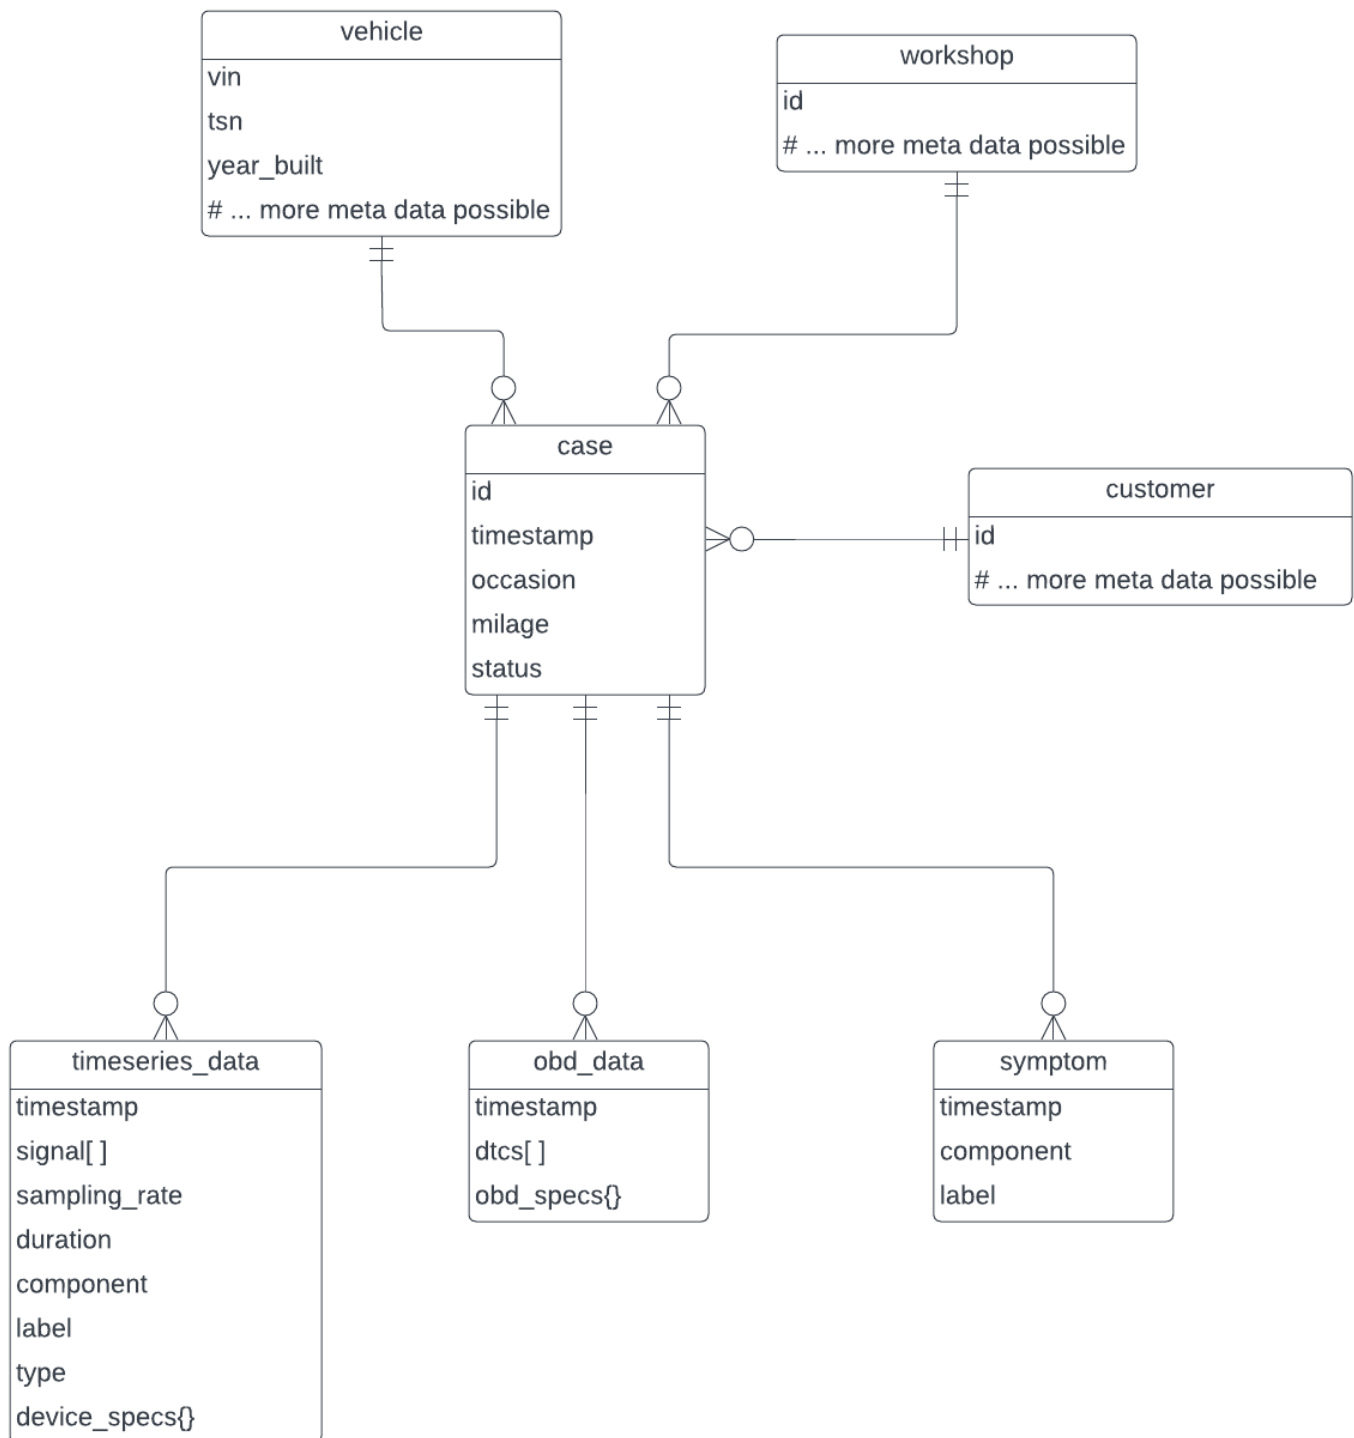 vehicle
vin
tsn
year_built
# ... more meta data possible
workshop
id
# ... more meta data possible
case
id
timestamp
occasion
milage
status
customer
id
# ... more meta data possible
timeseries_data
timestamp
signal[ ]
sampling_rate
duration
component
label
type
device_specs{}
obd_data
timestamp
dtcs[ ]
obd_specs{}
symptom
timestamp
component
label